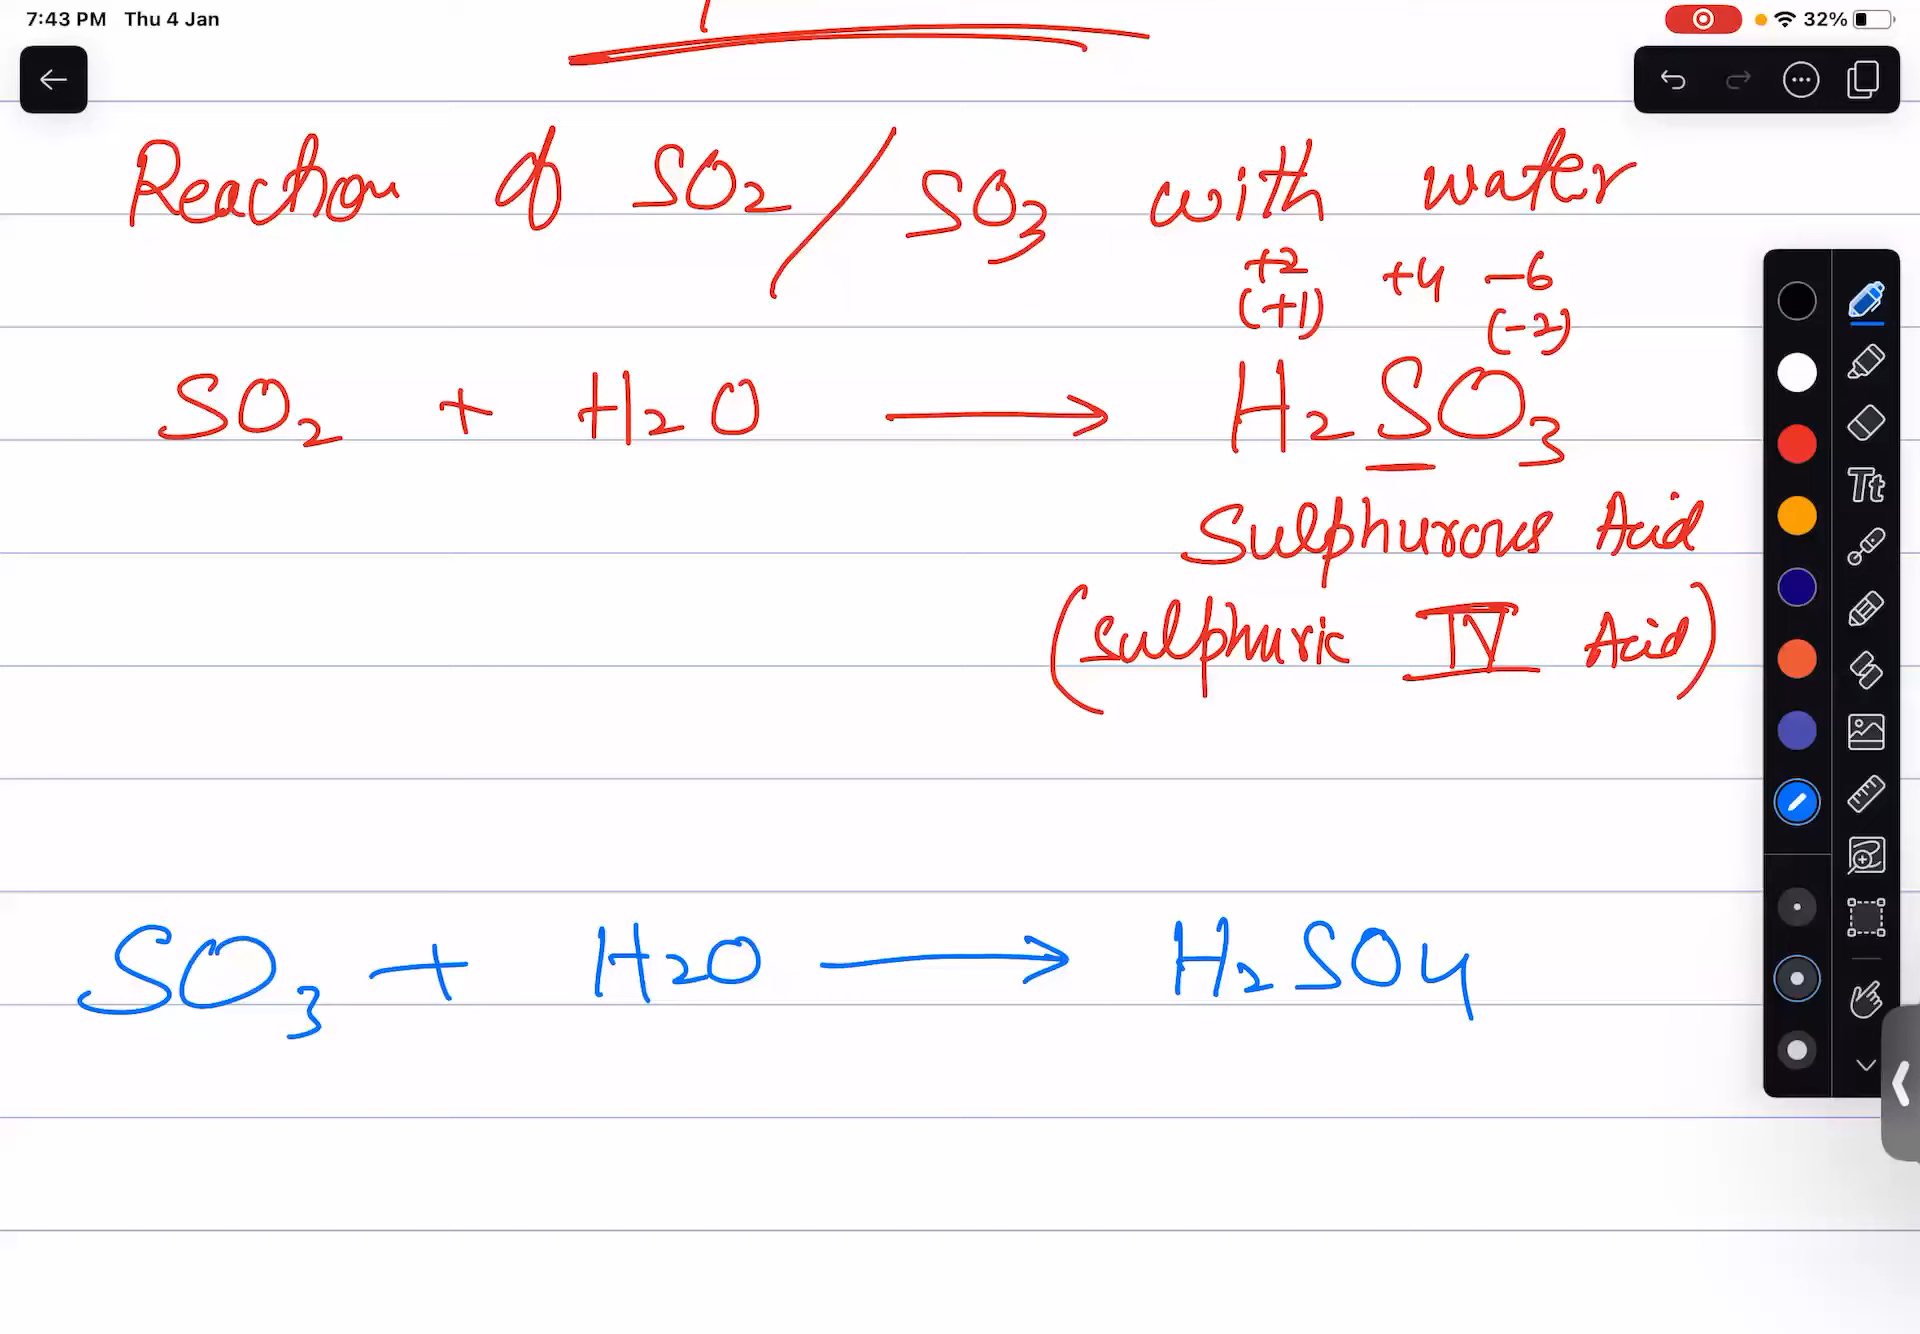 7:43 PM Thu 4 Jan 32%
Reaction of SO2/SO3 with water
+2 +4 -6
(+1) (-2)
SO2 + H2O → H2SO3
Sulphurous Acid
(Sulphuric IV Acid)
SO3 + H2O → H2SO4
Tt